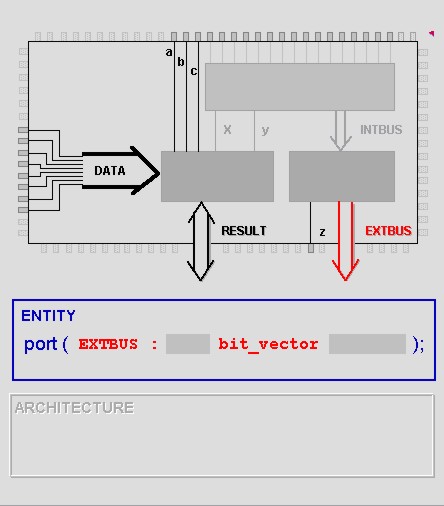 a
b
c
X y INTBUS
DATA
RESULT z EXTBUS
ENTITY
port ( EXTBUS : bit_vector );
ARCHITECTURE